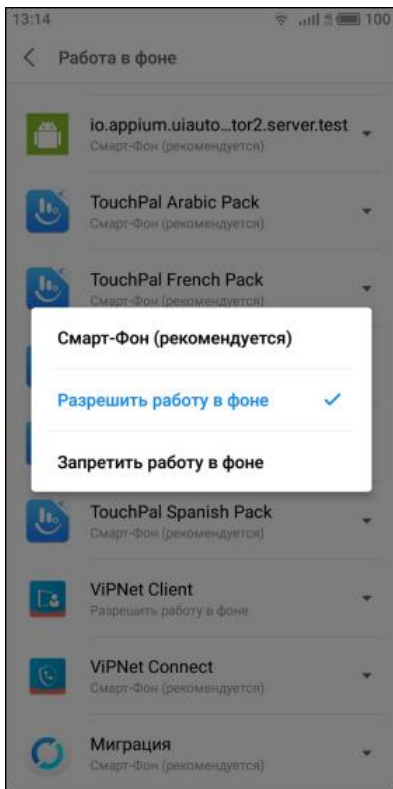 13:14
100
Работа в фоне
io.appium.uiauto...tor2.server.test
Смарт-Фон (рекомендуется)
TouchPal Arabic Pack
Смарт-Фон (рекомендуется)
TouchPal French Pack
Смарт-Фон (рекомендуется)
Смарт-Фон (рекомендуется)
Разрешить работу в фоне
Запретить работу в фоне
TouchPal Spanish Pack
Смарт-Фон (рекомендуется)
ViPNet Client
Разрешить работу в фоне
ViPNet Connect
Смарт-Фон (рекомендуется)
Миграция
Смарт-Фон (рекомендуется)